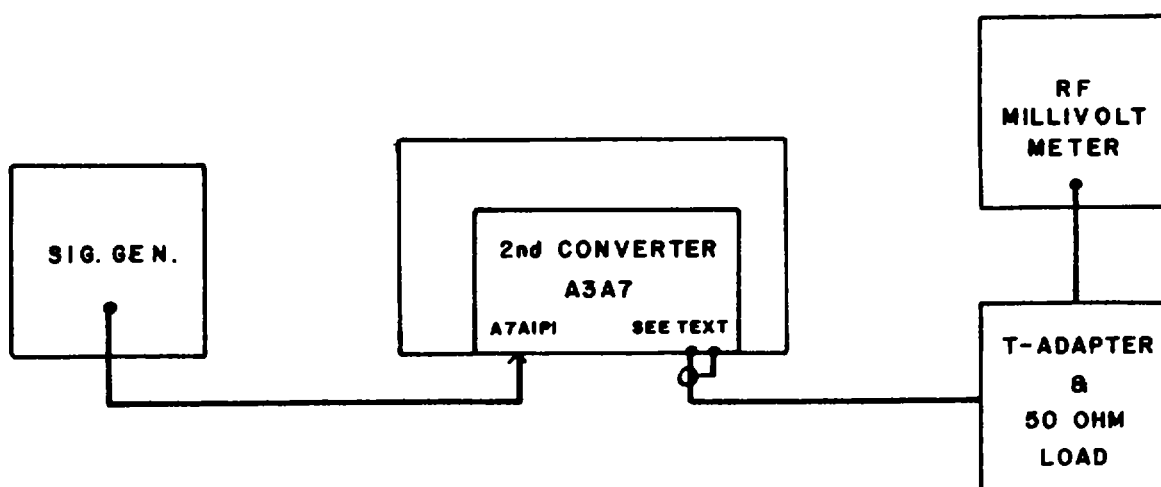 SIG. GEN.
2nd CONVERTER
A3A7
A7A1P1
SEE TEXT
RF
MILLIVOLT
METER
T-ADAPTER
&
50 OHM
LOAD